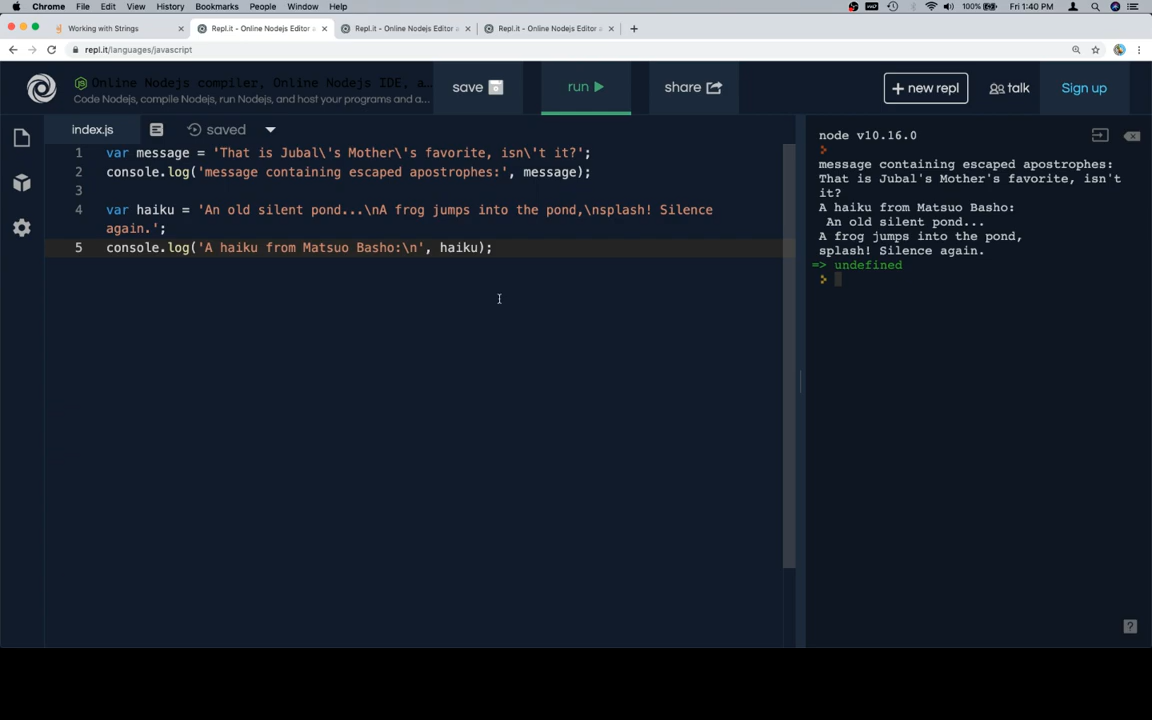 Chrome File Edit View History Bookmarks People Window Help 100% Fri 1:40 PM
Working with Strings × Repl.it - Online Nodejs Editor a × Repl.it - Online Nodejs Editor a × Repl.it - Online Nodejs Editor a × +
repl.it/languages/javascript
Online Nodejs compiler, Online Nodejs IDE, a...
Code Nodejs, compile Nodejs, run Nodejs, and host your programs and a...
save run share + new repl talk Sign up
index.js saved
1 var message = 'That is Jubal\'s Mother\'s favorite, isn\'t it?';
2 console.log('message containing escaped apostrophes:', message);
3
4 var haiku = 'An old silent pond...\nA frog jumps into the pond,\nsplash! Silence
again.';
5 console.log('A haiku from Matsuo Basho:\n', haiku);
node v10.16.0
message containing escaped apostrophes:
That is Jubal's Mother's favorite, isn't
it?
A haiku from Matsuo Basho:
An old silent pond...
A frog jumps into the pond,
splash! Silence again.
=> undefined
?